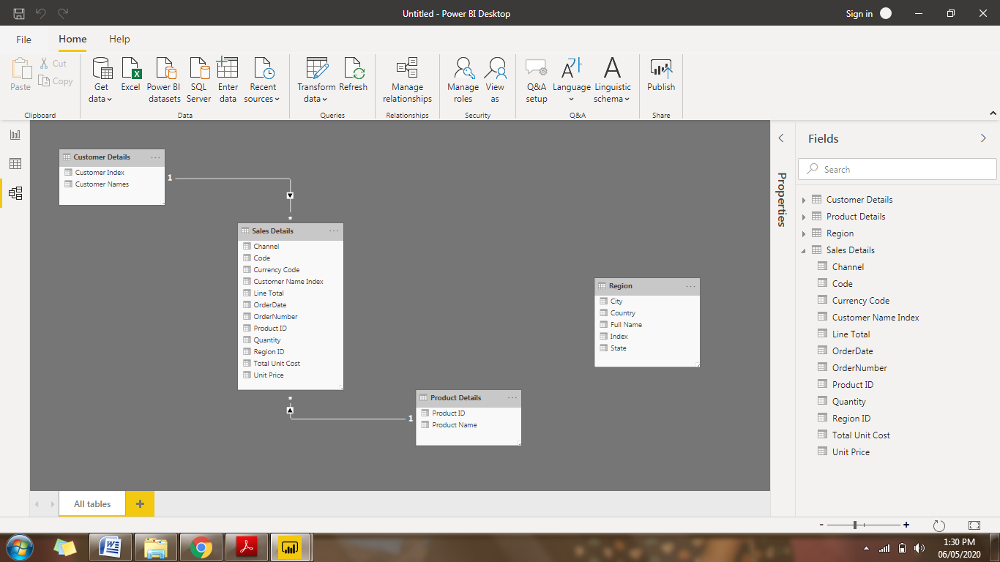 Untitled - Power BI Desktop
Sign in
File Home Help
Paste
Cut
Copy
Get data
Excel
Power BI datasets
SQL Server
Enter data
Recent sources
Transform data
Refresh
Manage relationships
Manage roles
View as
Q&A setup
Language
Linguistic schema
Publish
Clipboard Data Queries Relationships Security Q&A Share
Customer Details ...
Customer Index
Customer Names
1
*
Sales Details ...
Channel
Code
Currency Code
Customer Name Index
Line Total
OrderDate
OrderNumber
Product ID
Quantity
Region ID
Total Unit Cost
Unit Price
*
1
Product Details ...
Product ID
Product Name
Region ...
City
Country
Full Name
Index
State
Properties
Fields
Search
Customer Details
Product Details
Region
Sales Details
Channel
Code
Currency Code
Customer Name Index
Line Total
OrderDate
OrderNumber
Product ID
Quantity
Region ID
Total Unit Cost
Unit Price
All tables +
- +
1:30 PM
06/05/2020